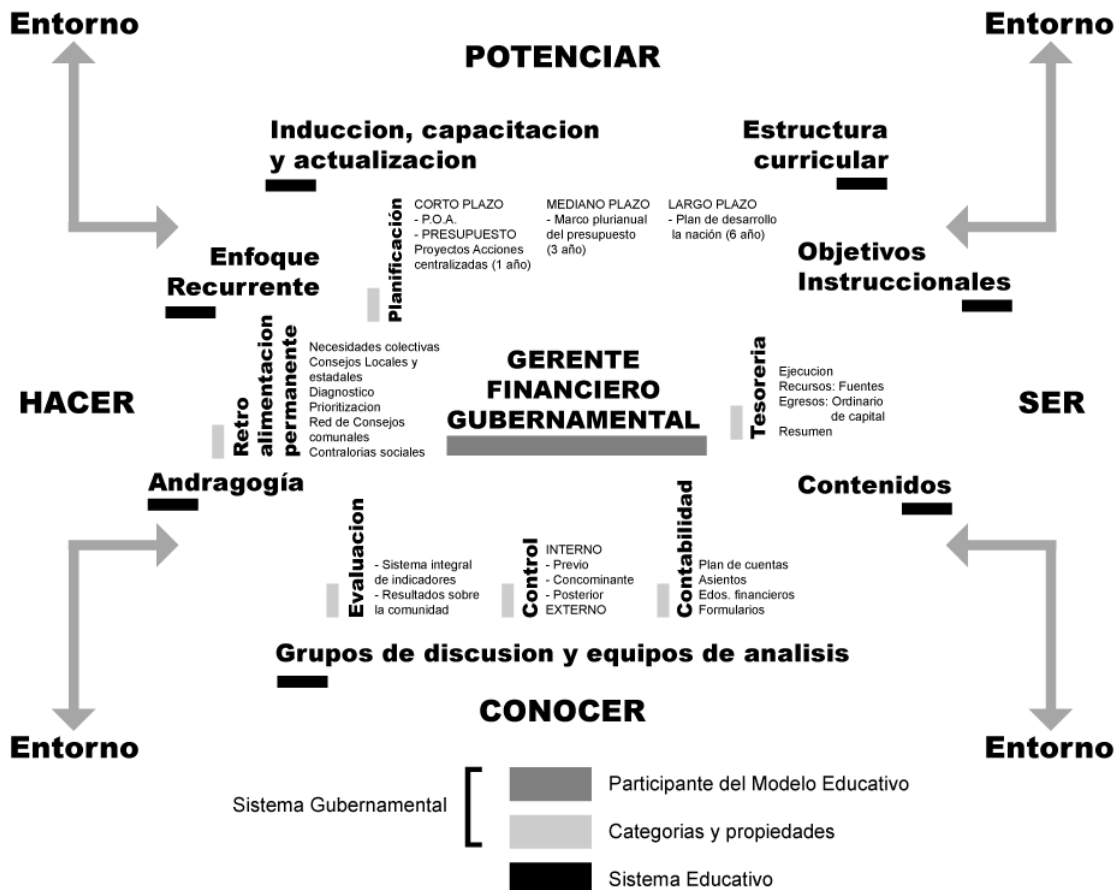 Entorno
Entorno
POTENCIAR
Induccion, capacitacion
y actualizacion
Estructura
curricular
Planificación
CORTO PLAZO
- P.O.A.
- PRESUPUESTO
Proyectos Acciones
centralizadas (1 año)
MEDIANO PLAZO
- Marco plurianual
del presupuesto
(3 año)
LARGO PLAZO
- Plan de desarrollo
la nación (6 año)
Enfoque
Recurrente
Objetivos
Instruccionales
HACER
Retro
alimentacion
permanente
Necesidades colectivas
Consejos Locales y
estadales
Diagnostico
Prioritizacion
Red de Consejos
comunales
Contralorias sociales
GERENTE
FINANCIERO
GUBERNAMENTAL
Tesoreria
Ejecucion
Recursos: Fuentes
Egresos: Ordinario
de capital
Resumen
SER
Andragogía
Contenidos
Evaluacion
- Sistema integral
de indicadores
- Resultados sobre
la comunidad
Control
INTERNO
- Previo
- Concominante
- Posterior
EXTERNO
Contabilidad
Plan de cuentas
Asientos
Edos. financieros
Formularios
Grupos de discusion y equipos de analisis
CONOCER
Entorno
Entorno
Sistema Gubernamental
Participante del Modelo Educativo
Categorias y propiedades
Sistema Educativo